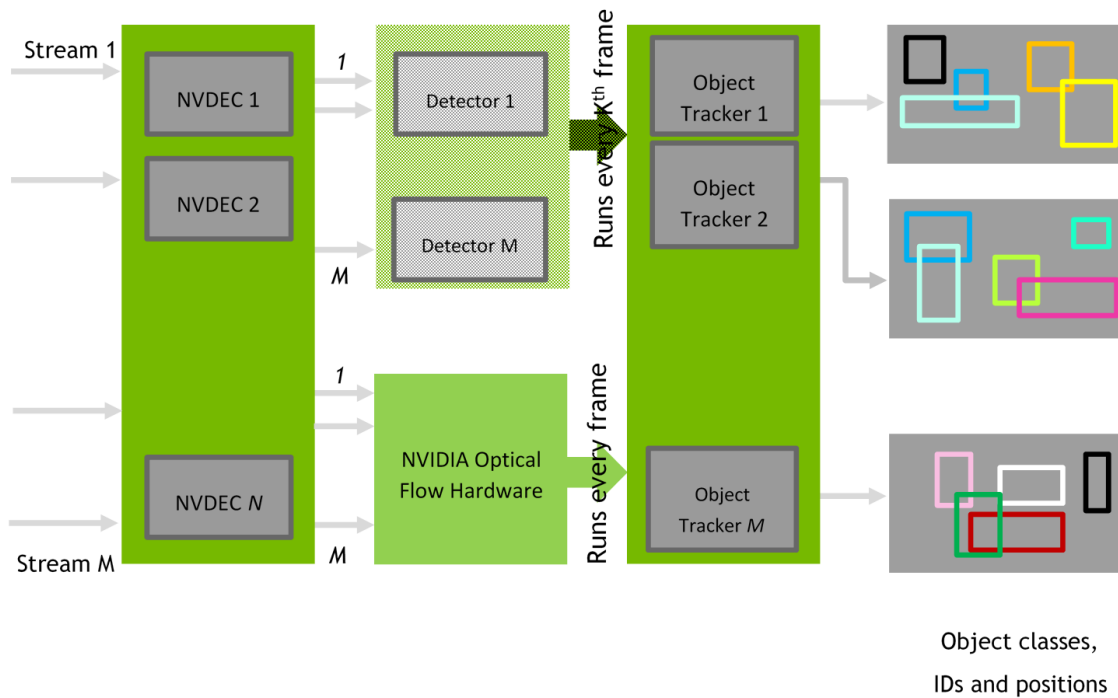 Stream 1
Stream M
NVDEC 1
NVDEC 2
NVDEC N
1
M
Detector 1
Detector M
1
M
NVIDIA Optical
Flow Hardware
Runs every Kth frame
Runs every frame
Object
Tracker 1
Object
Tracker 2
Object
Tracker M
Object classes,
IDs and positions